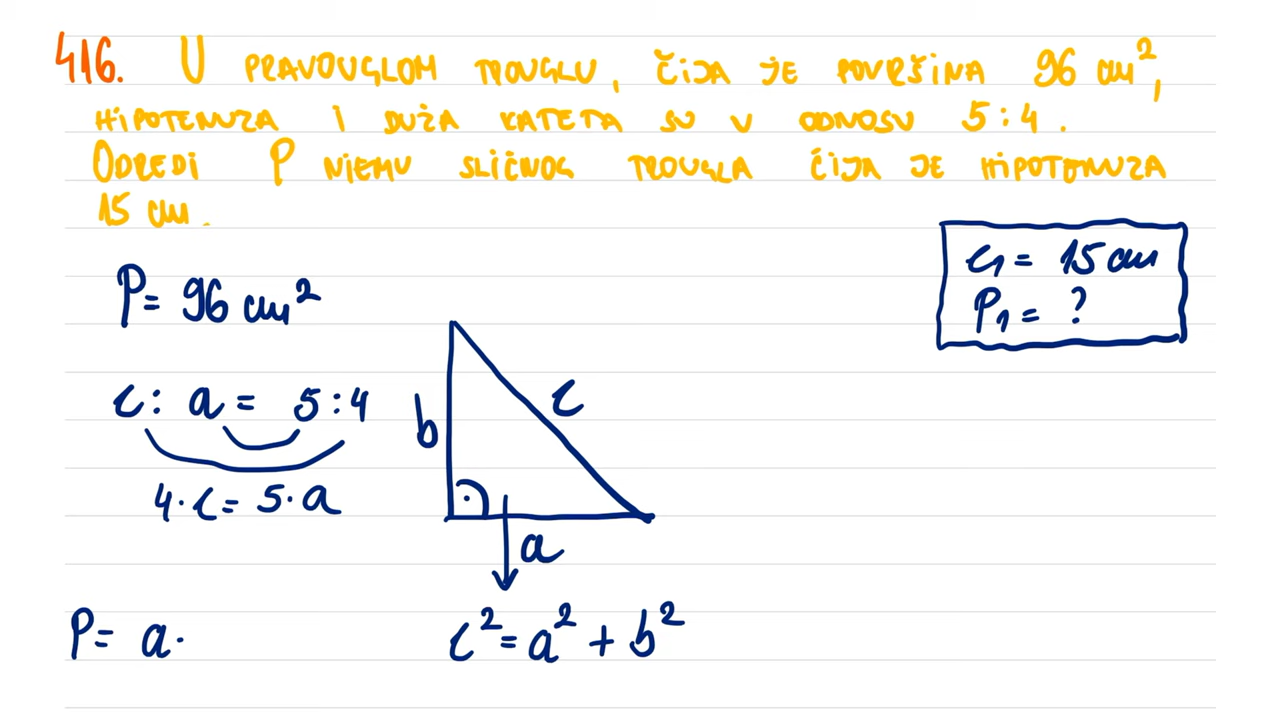 416. U PRAVOUGLOM TROUGLU, ČIJA JE POVRŠINA 96 cm²,
HIPOTENUZA I DUŽA KATETA SU U ODNOSU 5:4.
ODREDI P NJEMU SLIČNOG TROUGLA ČIJA JE HIPOTENUZA
15 cm.
c₁ = 15 cm
P₁ = ?
P = 96 cm²
c : a = 5 : 4
b
c
4·c = 5·a
a
P = a·
c² = a² + b²